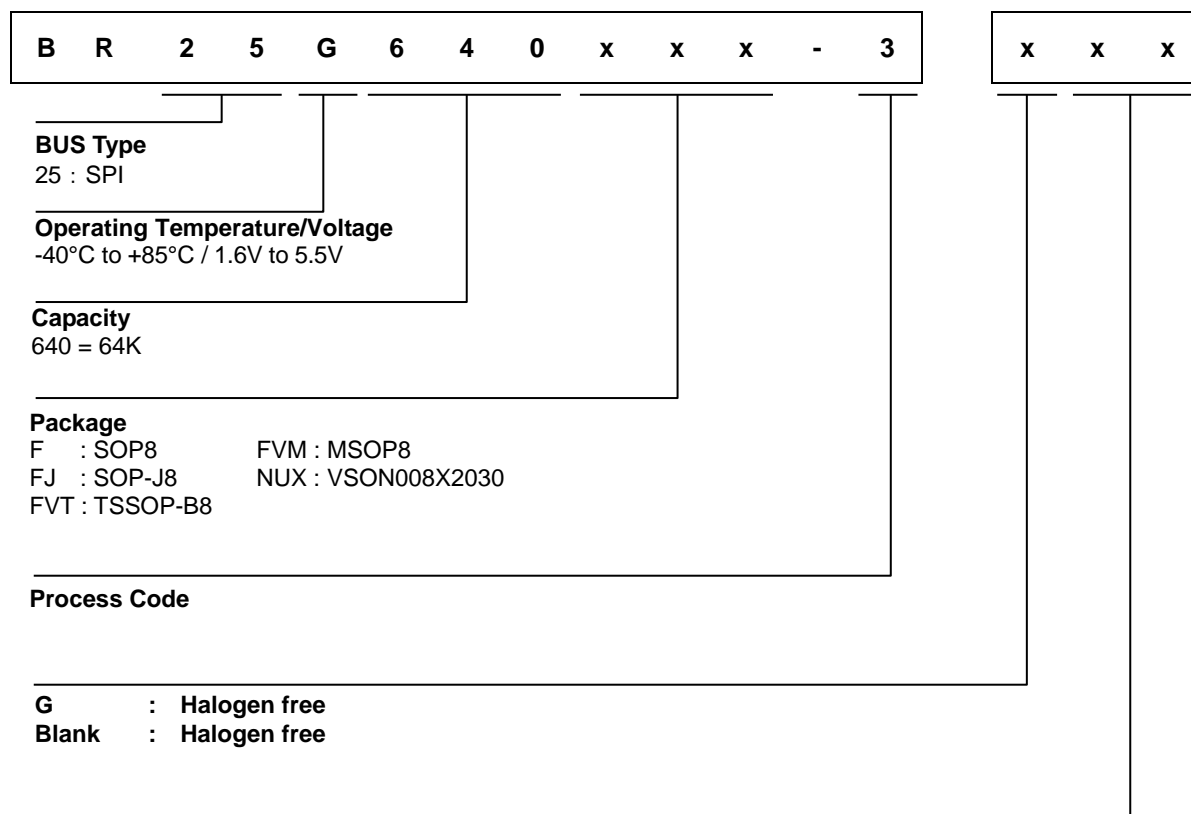 B R 2 5 G 6 4 0 x x x - 3 x x x
BUS Type
25 : SPI
Operating Temperature/Voltage
-40°C to +85°C / 1.6V to 5.5V
Capacity
640 = 64K
Package
F : SOP8 FVM : MSOP8
FJ : SOP-J8 NUX : VSON008X2030
FVT : TSSOP-B8
Process Code
G : Halogen free
Blank : Halogen free